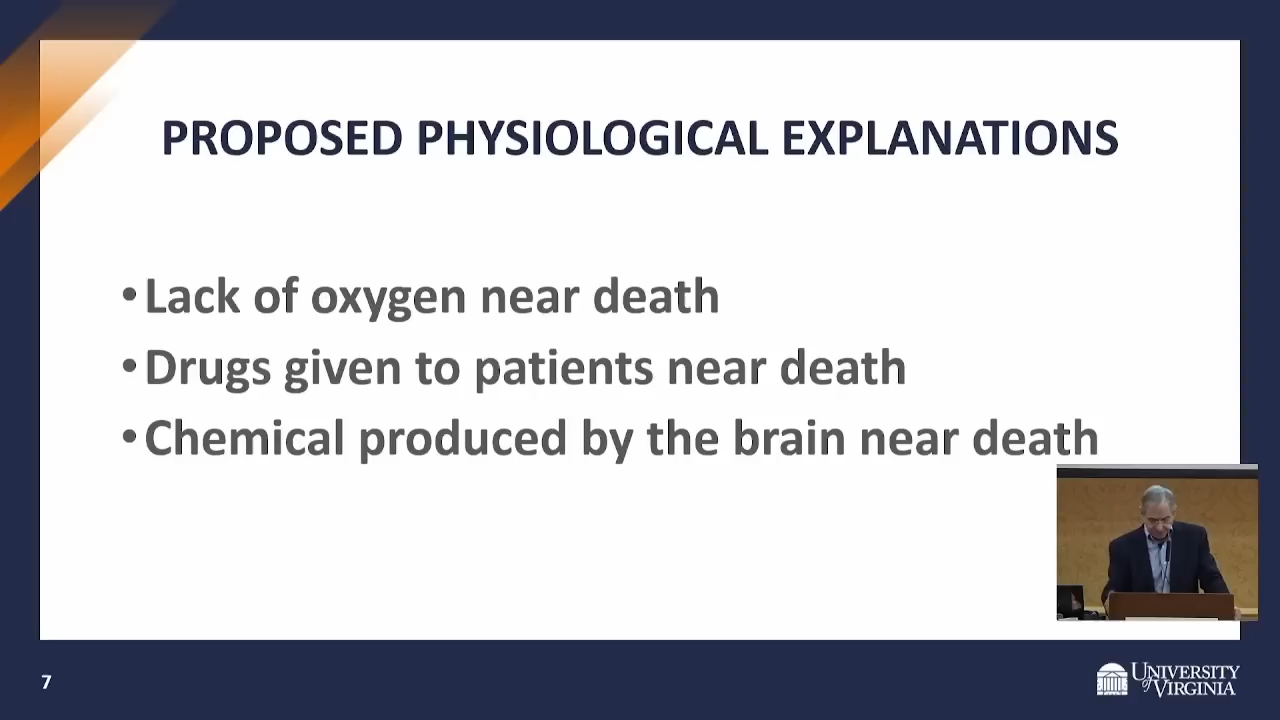 PROPOSED PHYSIOLOGICAL EXPLANATIONS
•Lack of oxygen near death
•Drugs given to patients near death
•Chemical produced by the brain near death
7
UNIVERSITY
of VIRGINIA